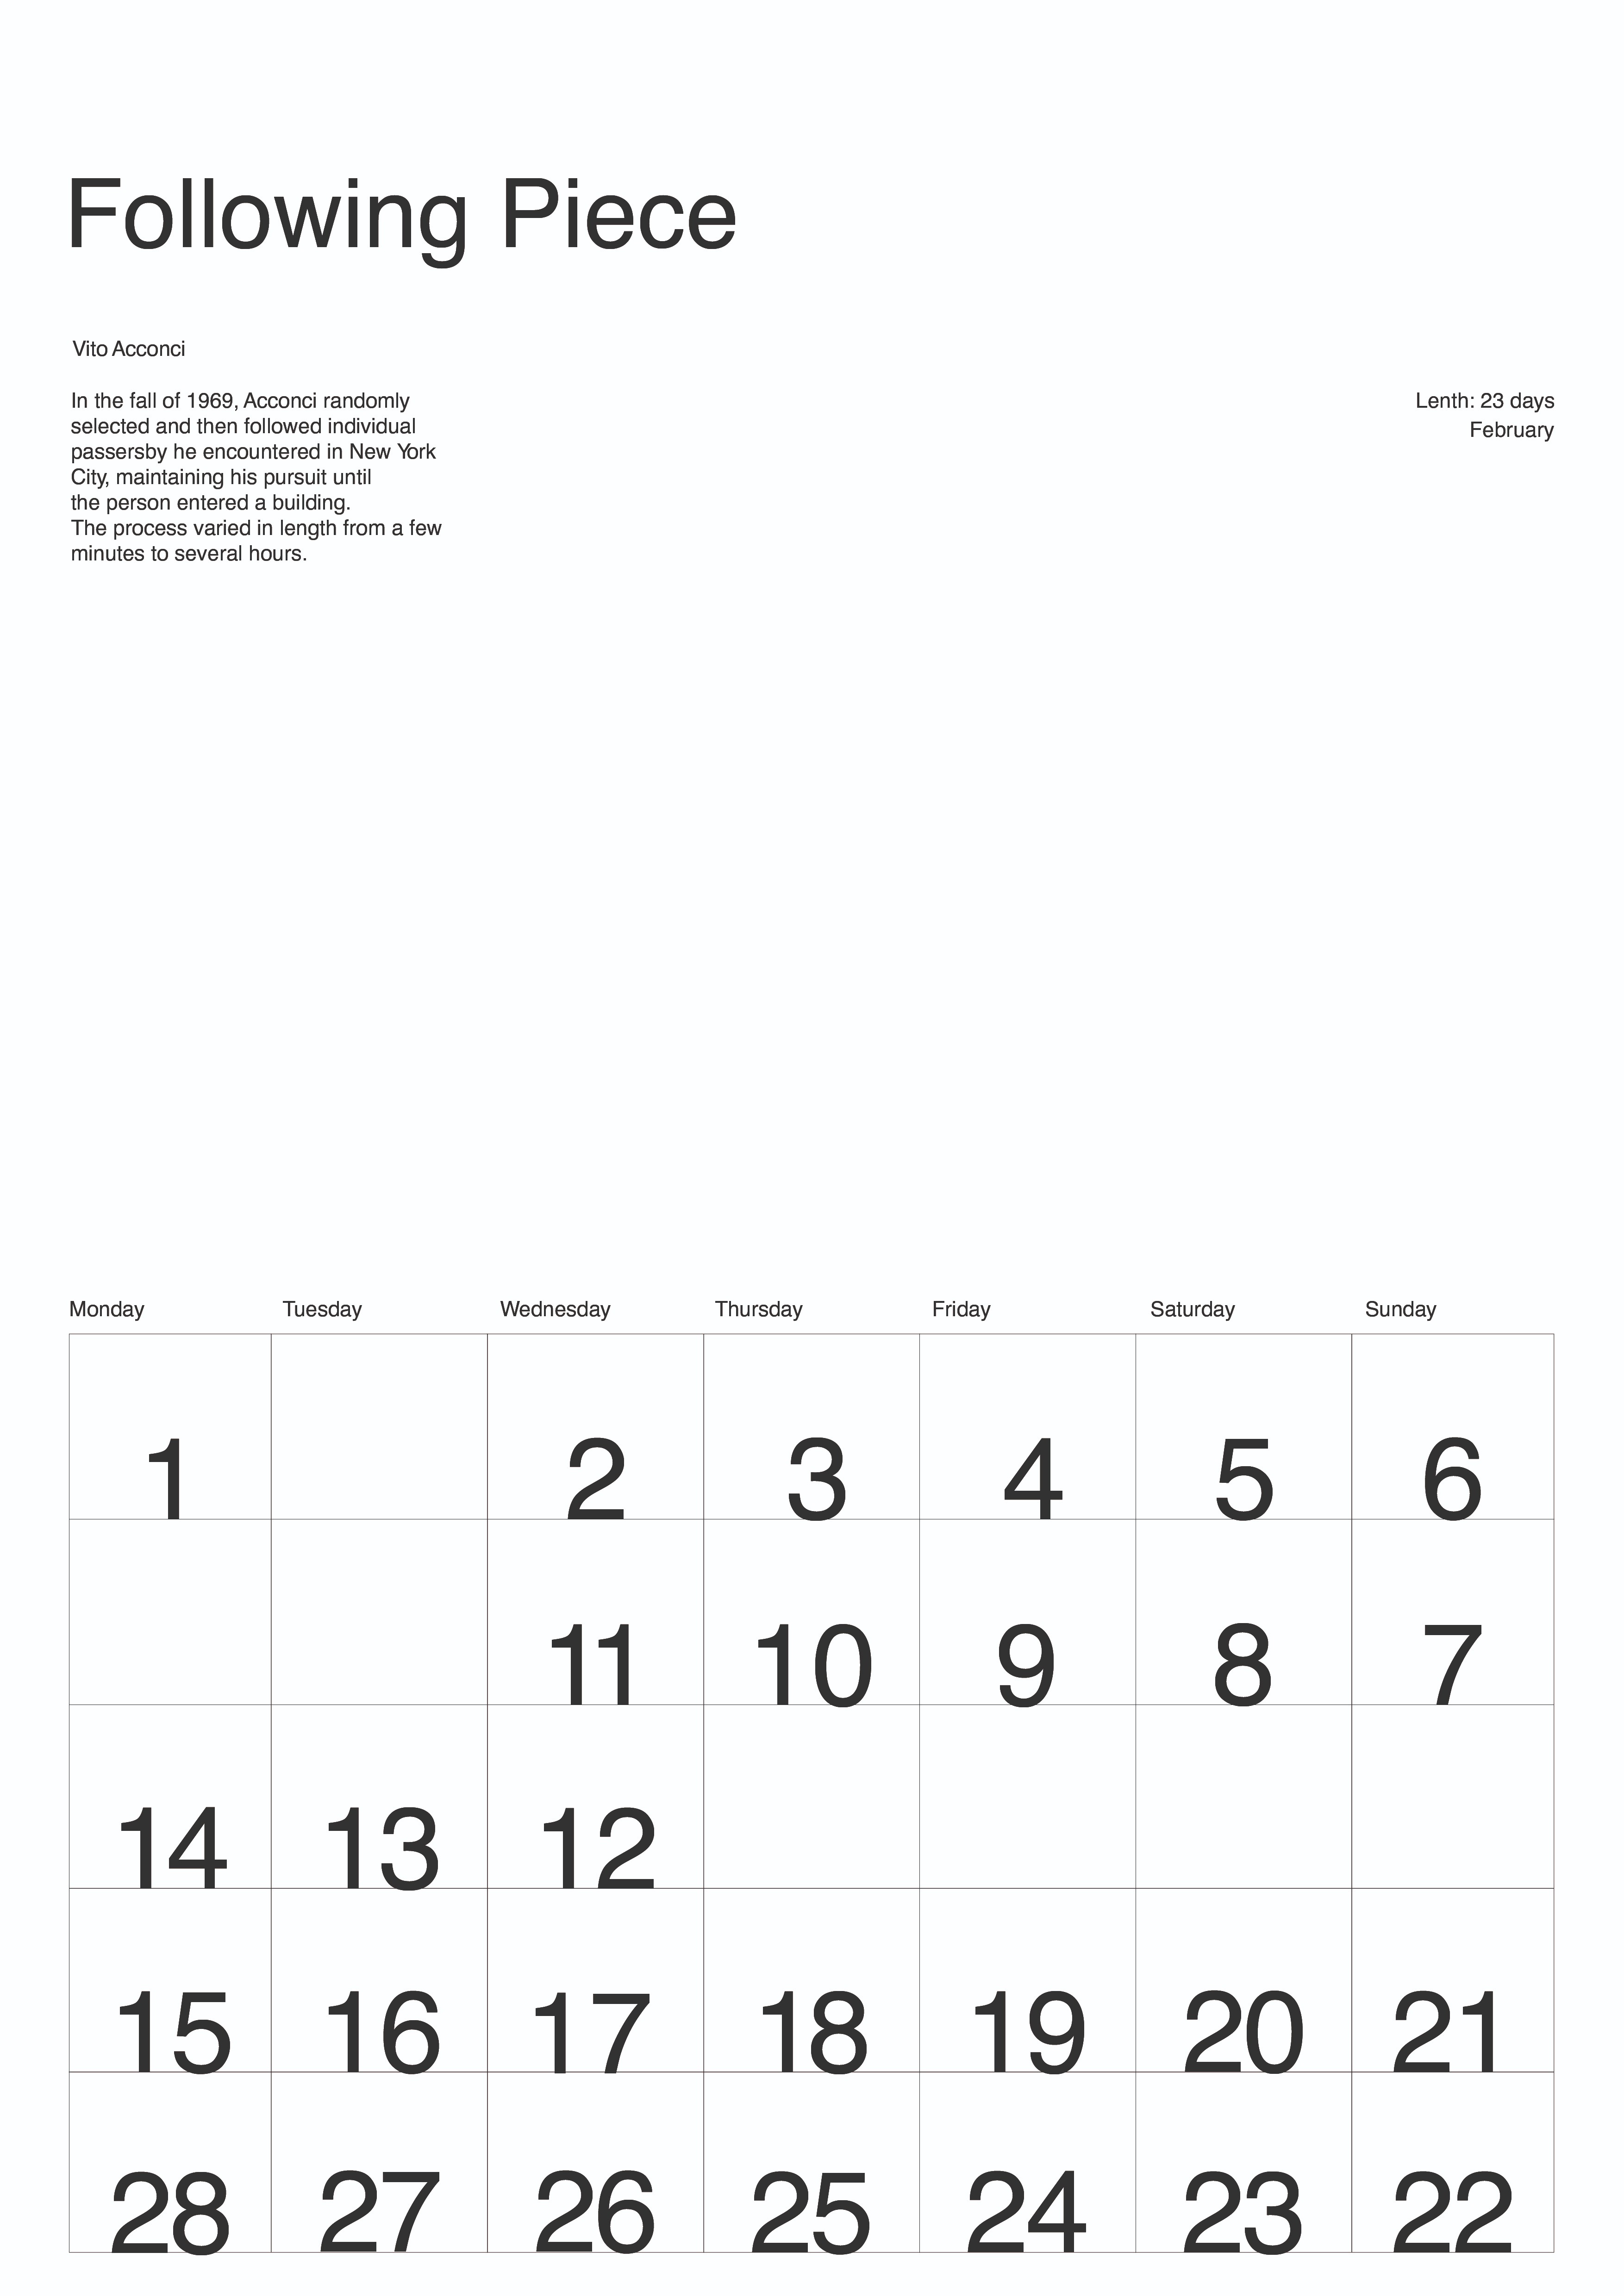 Following Piece
Vito Acconci
In the fall of 1969, Acconci randomly
selected and then followed individual
passersby he encountered in New York
City, maintaining his pursuit until
the person entered a building.
The process varied in length from a few
minutes to several hours.
Lenth: 23 days
February
Monday Tuesday Wednesday Thursday Friday Saturday Sunday
1 2 3 4 5 6
11 10 9 8 7
14 13 12
15 16 17 18 19 20 21
28 27 26 25 24 23 22